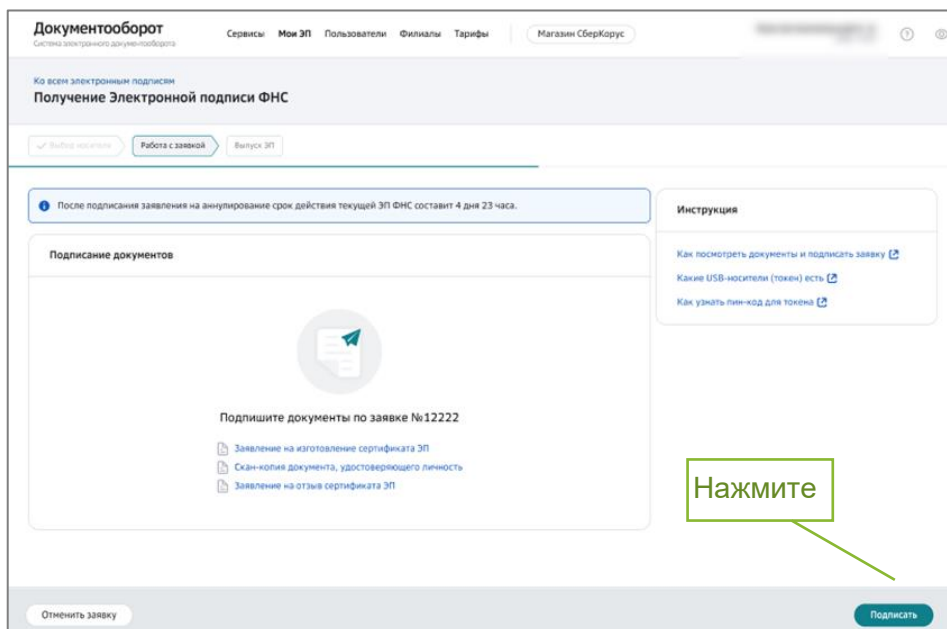 Документооборот
Система электронного документооборота
Сервисы Мои ЭП Пользователи Филиалы Тарифы Магазин СберКорус
Ко всем электронным подписям
Получение Электронной подписи ФНС
Выбор носителя Работа с заявкой Выпуск ЭП
После подписания заявления на аннулирование срок действия текущей ЭП ФНС составит 4 дня 23 часа.
Подписание документов
Подпишите документы по заявке №12222
Заявление на изготовление сертификата ЭП
Скан-копия документа, удостоверяющего личность
Заявление на отзыв сертификата ЭП
Инструкция
Как посмотреть документы и подписать заявку
Какие USB-носители (токен) есть
Как узнать пин-код для токена
Нажмите
Отменить заявку Подписать